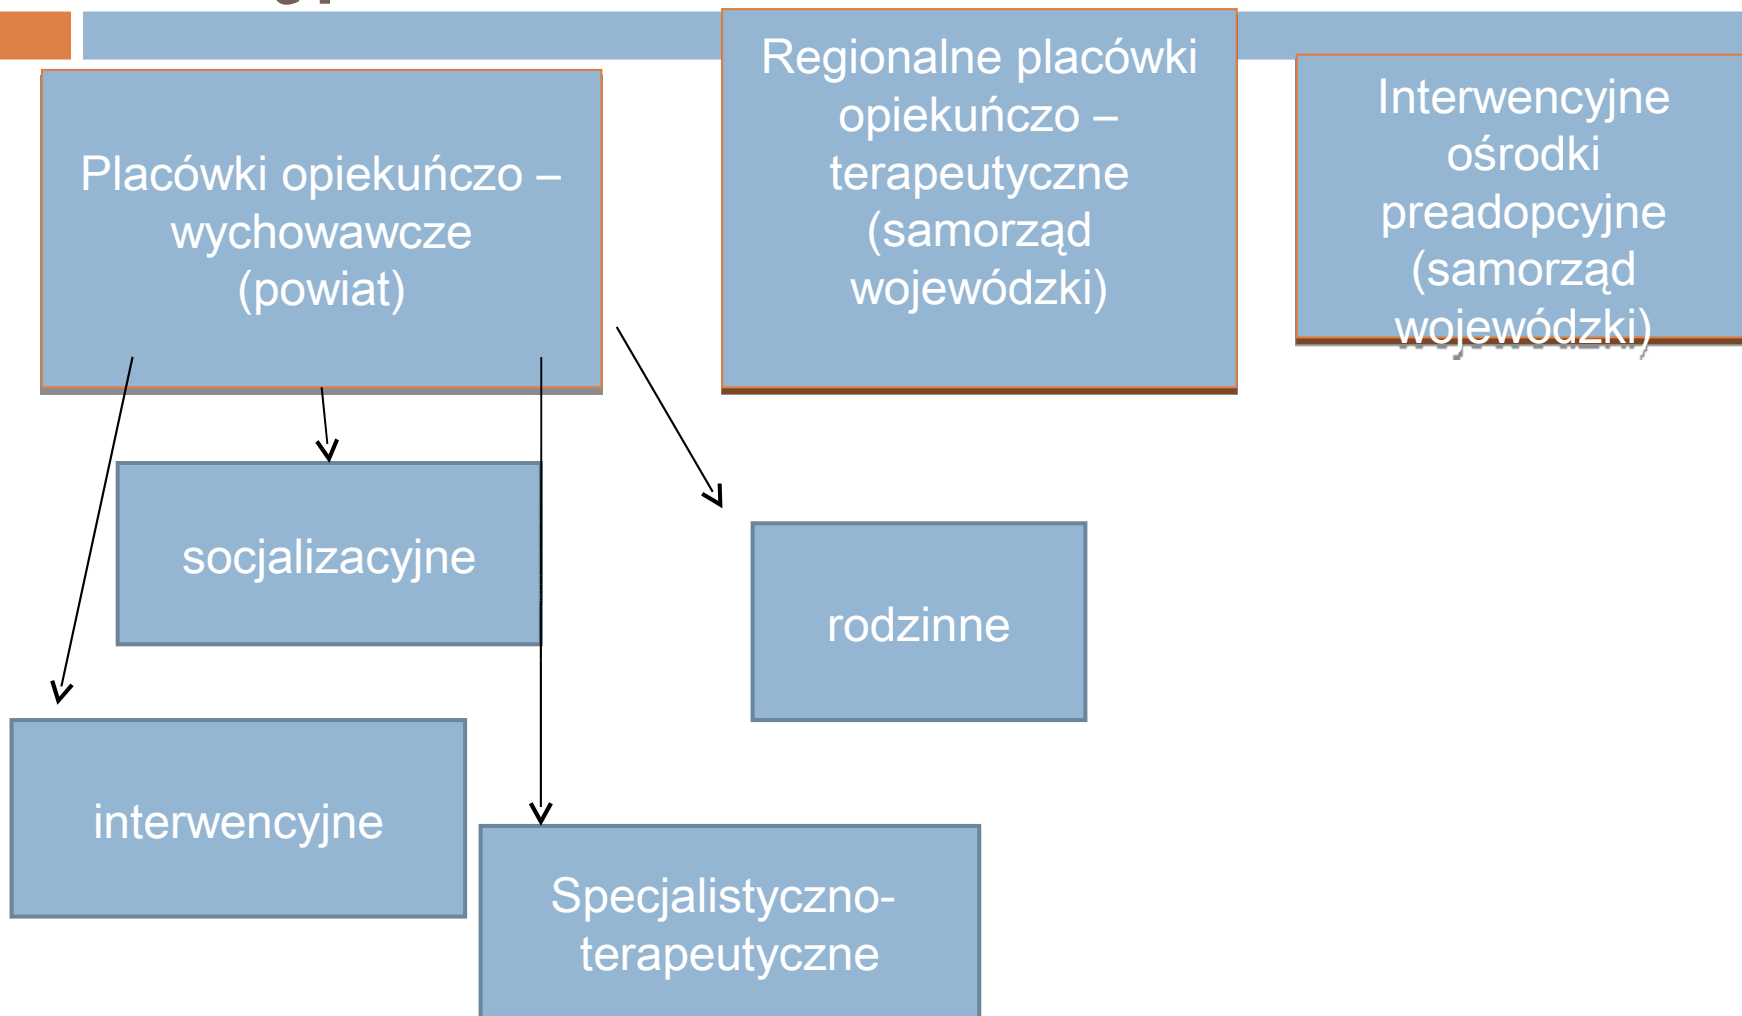 Placówki opiekuńczo –
wychowawcze
(powiat)
Regionalne placówki
opiekuńczo –
terapeutyczne
(samorząd
wojewódzki)
Interwencyjne
ośrodki
preadopcyjne
(samorząd
wojewódzki)
socjalizacyjne
rodzinne
interwencyjne
Specjalistyczno-
terapeutyczne